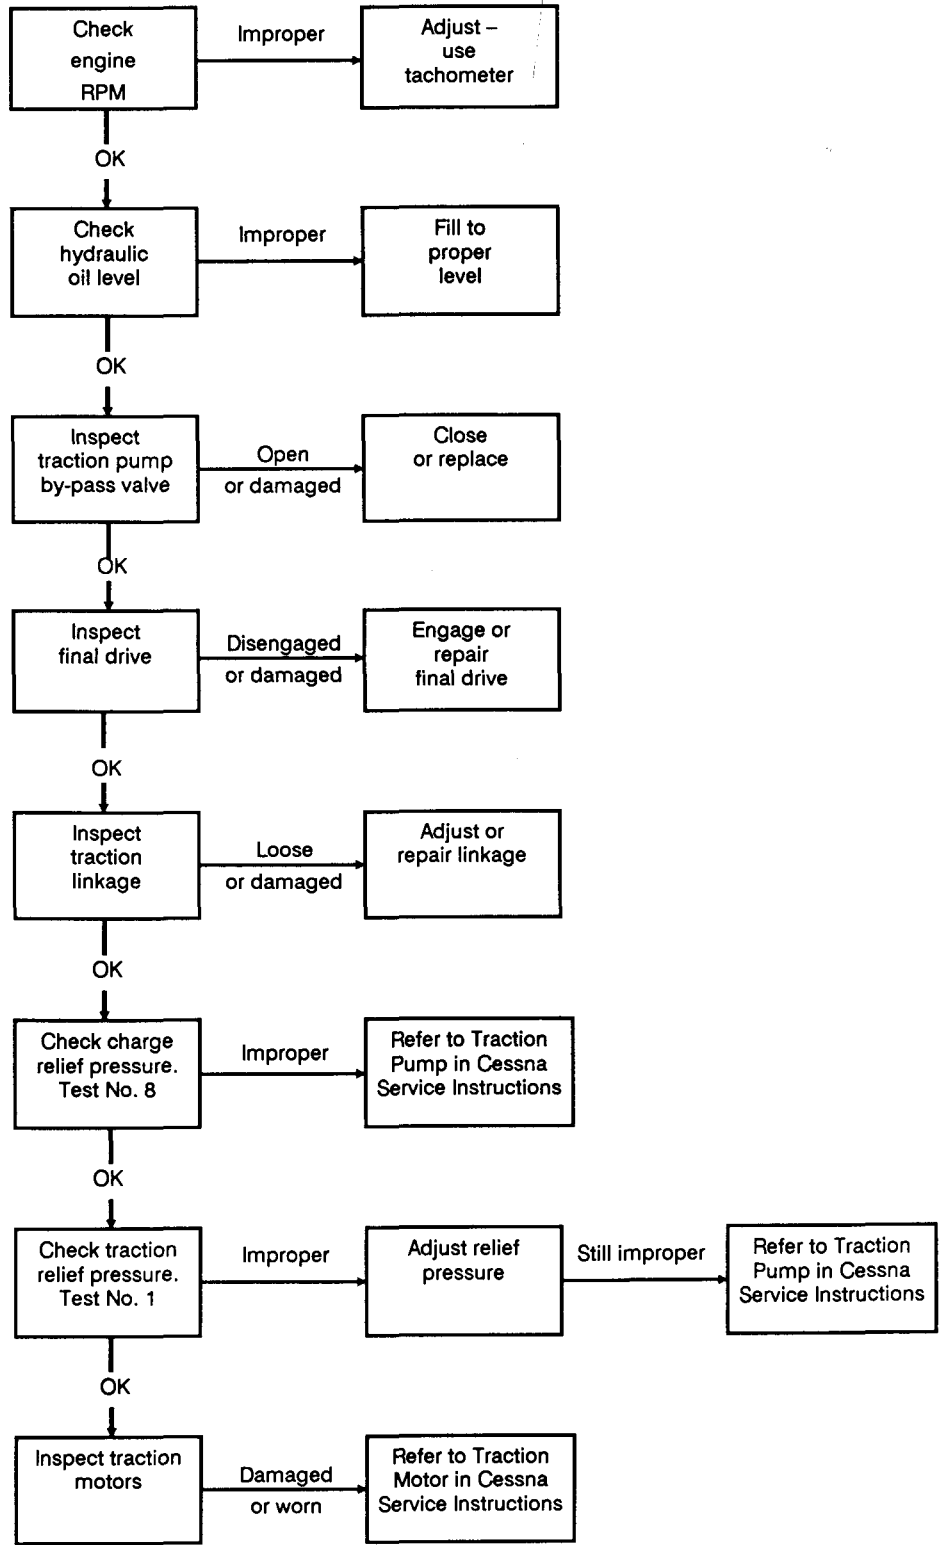 Check
engine
RPM
Improper
Adjust –
use
tachometer
OK
Check
hydraulic
oil level
Improper
Fill to
proper
level
OK
Inspect
traction pump
by-pass valve
Open
or damaged
Close
or replace
OK
Inspect
final drive
Disengaged
or damaged
Engage or
repair
final drive
OK
Inspect
traction
linkage
Loose
or damaged
Adjust or
repair linkage
OK
Check charge
relief pressure.
Test No. 8
Improper
Refer to Traction
Pump in Cessna
Service Instructions
OK
Check traction
relief pressure.
Test No. 1
Improper
Adjust relief
pressure
Still improper
Refer to Traction
Pump in Cessna
Service Instructions
OK
Inspect traction
motors
Damaged
or worn
Refer to Traction
Motor in Cessna
Service Instructions